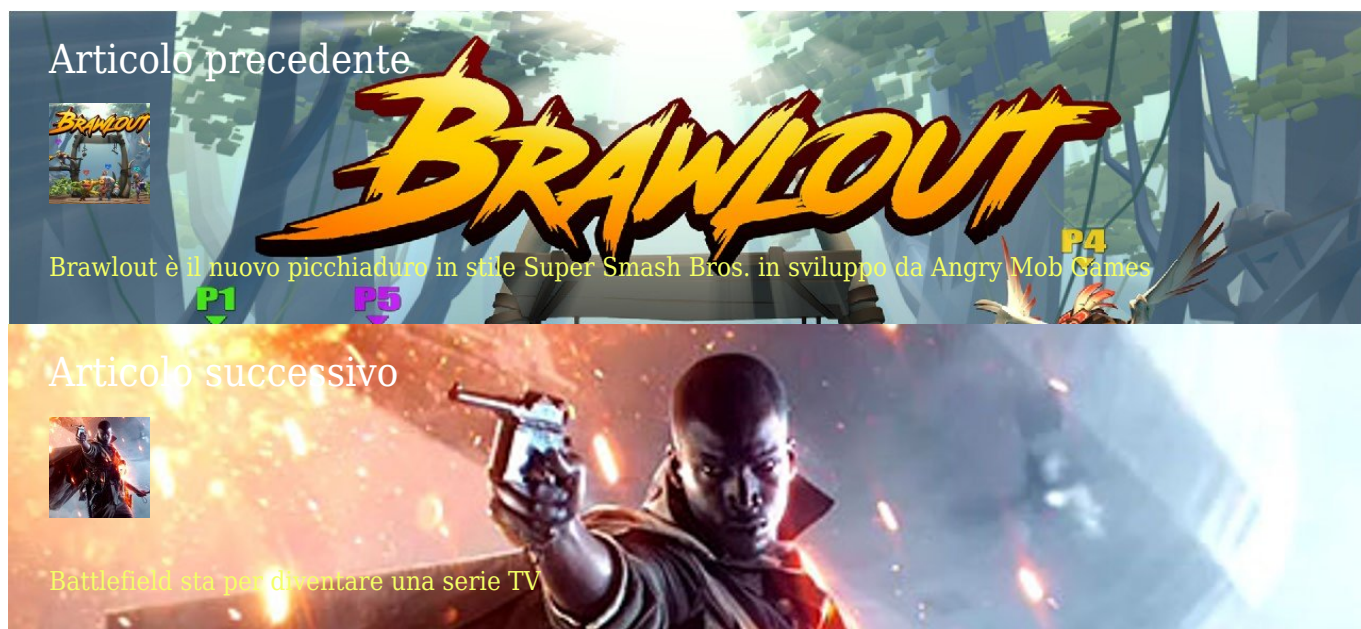 Articolo precedente
BRAWLOUT
BRAWLOUT
Brawlout è il nuovo picchiaduro in stile Super Smash Bros. in sviluppo da Angry Mob Games
P4
P1
P5
Articolo successivo
Battlefield sta per diventare una serie TV